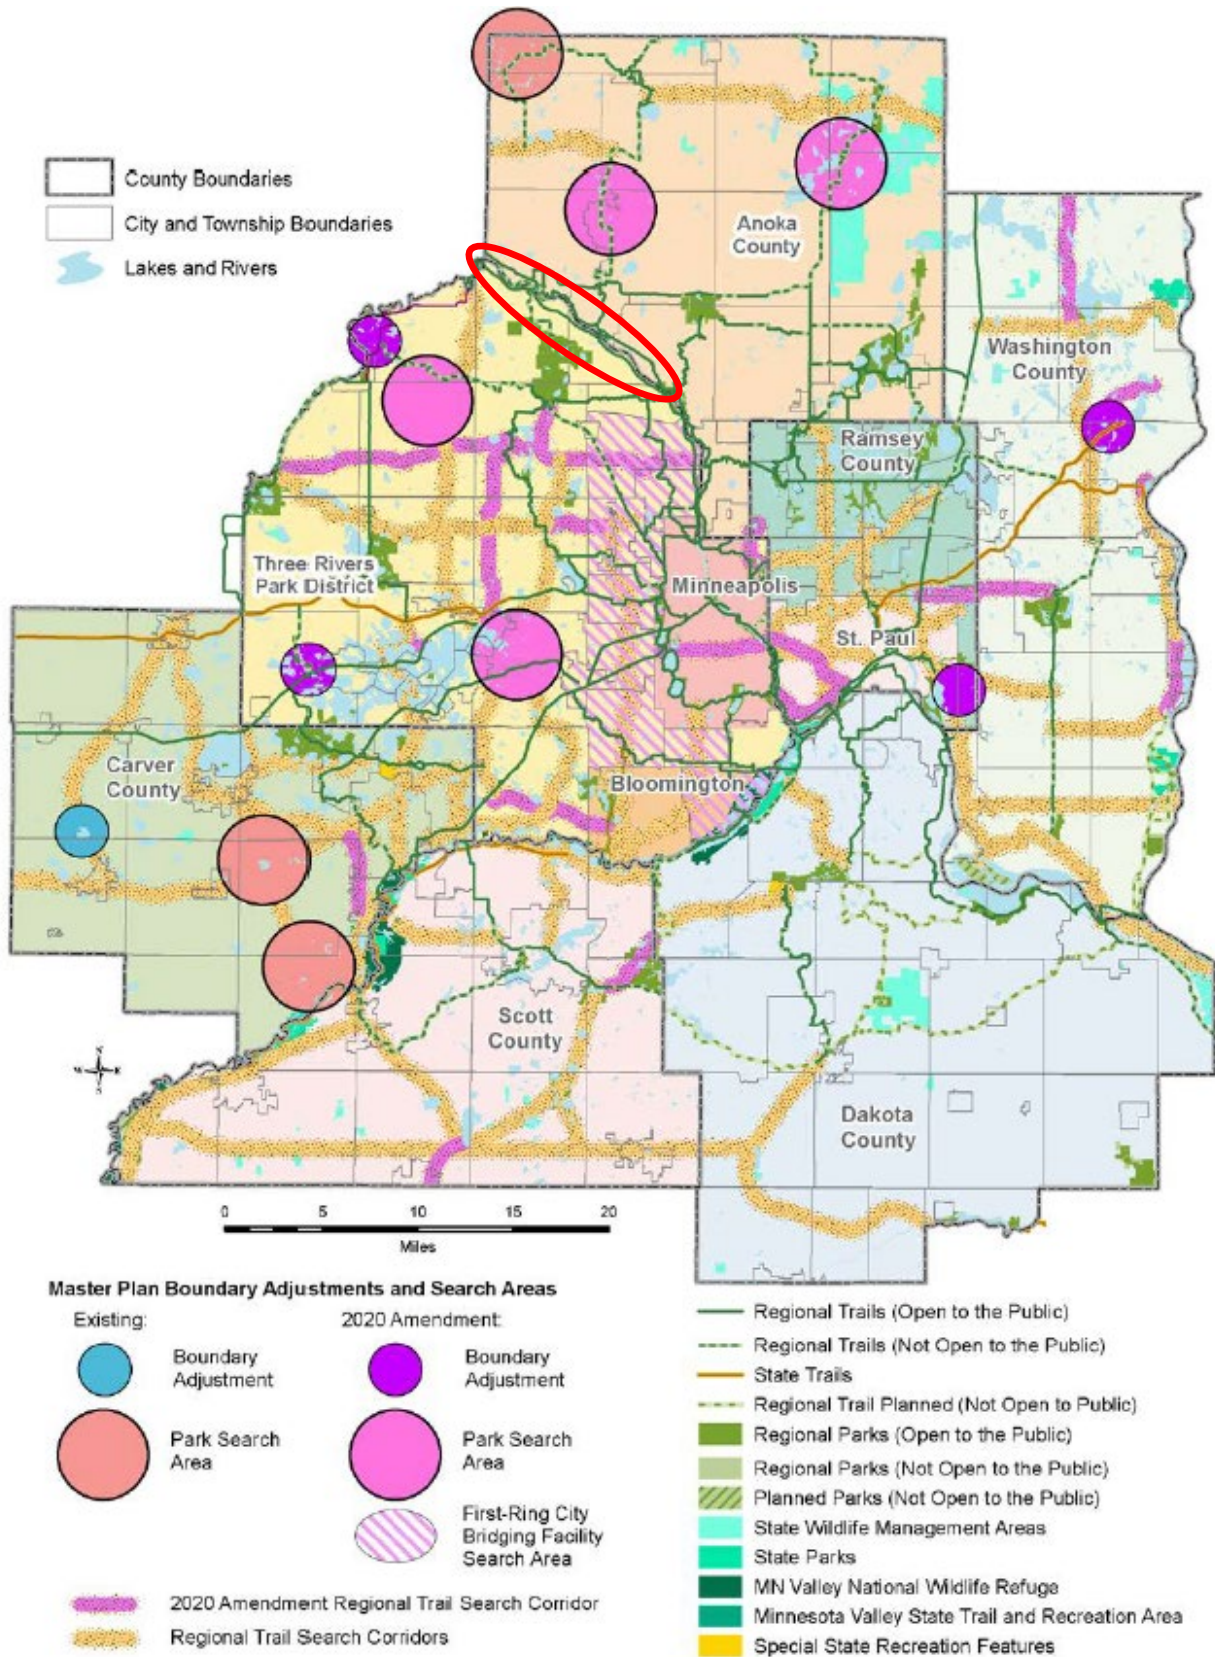 County Boundaries
City and Township Boundaries
Lakes and Rivers
Anoka
County
Washington
County
Ramsey
County
Three Rivers
Park District
Minneapolis
St. Paul
Carver
County
Bloomington
Scott
County
Dakota
County
0 5 10 15 20
Miles
Master Plan Boundary Adjustments and Search Areas
Existing:
Boundary
Adjustment
Park Search
Area
2020 Amendment:
Boundary
Adjustment
Park Search
Area
First-Ring City
Bridging Facility
Search Area
2020 Amendment Regional Trail Search Corridor
Regional Trail Search Corridors
Regional Trails (Open to the Public)
Regional Trails (Not Open to the Public)
State Trails
Regional Trail Planned (Not Open to Public)
Regional Parks (Open to the Public)
Regional Parks (Not Open to the Public)
Planned Parks (Not Open to the Public)
State Wildlife Management Areas
State Parks
MN Valley National Wildlife Refuge
Minnesota Valley State Trail and Recreation Area
Special State Recreation Features